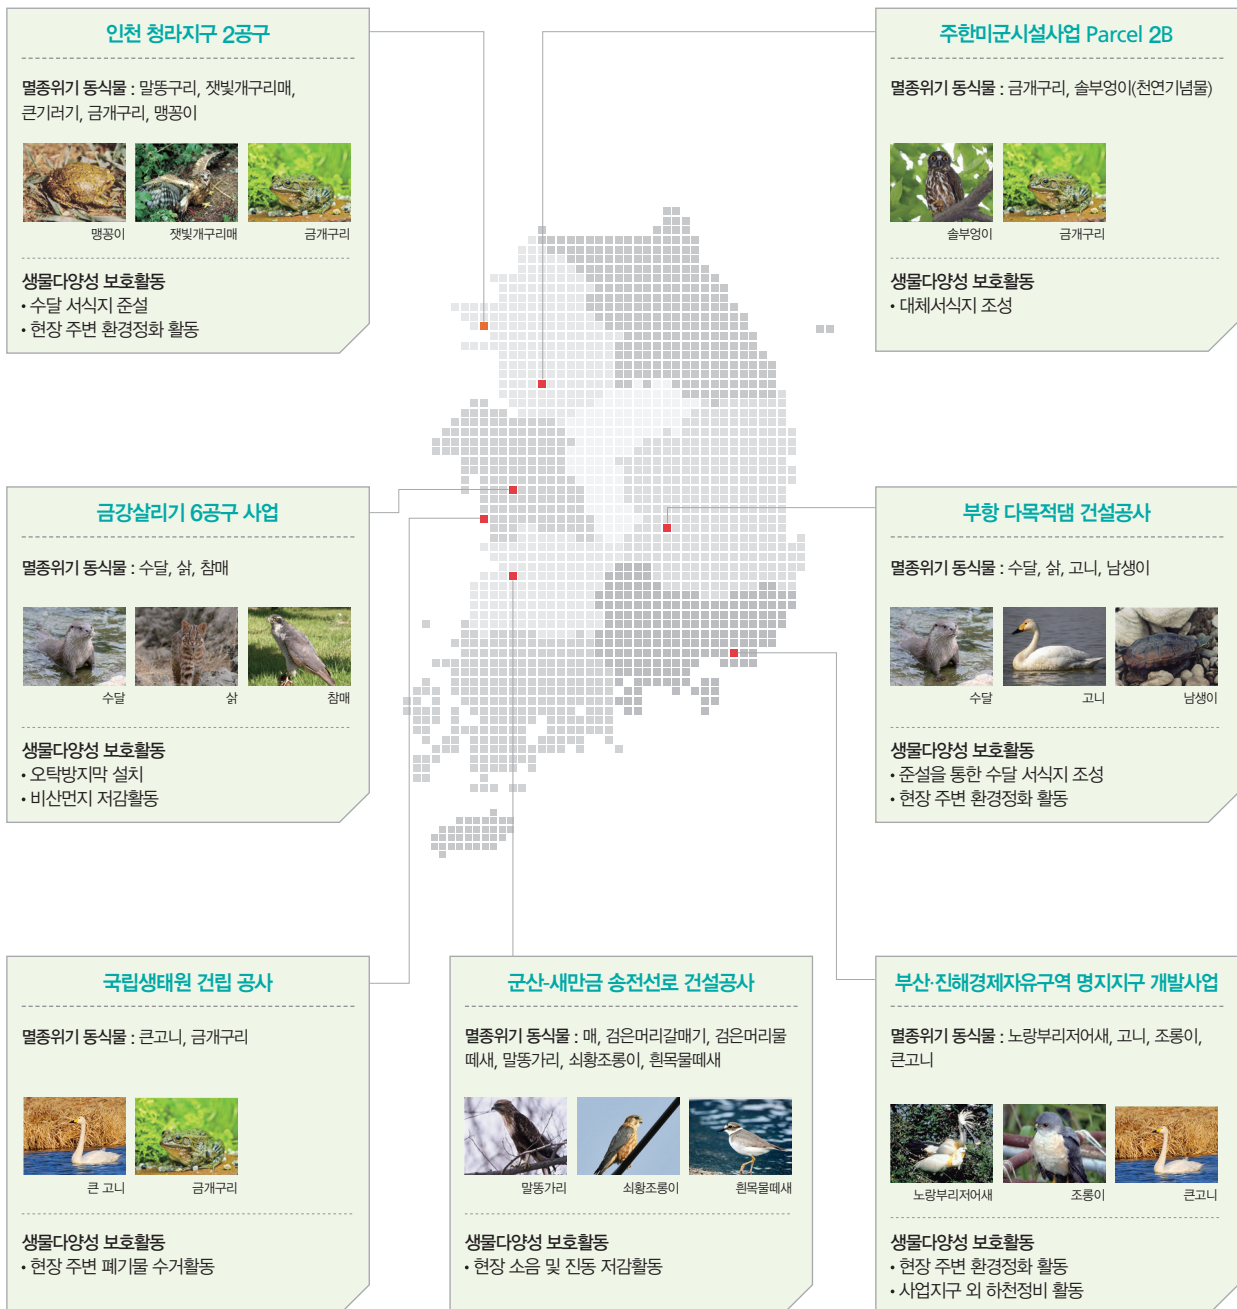 인천 청라지구 2공구
멸종위기 동식물 : 말똥구리, 잿빛개구리매,
큰기러기, 금개구리, 맹꽁이
맹꽁이
잿빛개구리매
금개구리
생물다양성 보호활동
• 수달 서식지 준설
• 현장 주변 환경정화 활동
주한미군시설사업 Parcel 2B
멸종위기 동식물 : 금개구리, 솔부엉이(천연기념물)
솔부엉이
금개구리
생물다양성 보호활동
• 대체서식지 조성
금강살리기 6공구 사업
멸종위기 동식물 : 수달, 삵, 참매
수달
삵
참매
생물다양성 보호활동
• 오탁방지막 설치
• 비산먼지 저감활동
부항 다목적댐 건설공사
멸종위기 동식물 : 수달, 삵, 고니, 남생이
수달
고니
남생이
생물다양성 보호활동
• 준설을 통한 수달 서식지 조성
• 현장 주변 환경정화 활동
국립생태원 건립 공사
멸종위기 동식물 : 큰고니, 금개구리
큰 고니
금개구리
생물다양성 보호활동
• 현장 주변 폐기물 수거활동
군산-새만금 송전선로 건설공사
멸종위기 동식물 : 매, 검은머리갈매기, 검은머리물
떼새, 말똥가리, 쇠황조롱이, 흰목물떼새
말똥가리
쇠황조롱이
흰목물떼새
생물다양성 보호활동
• 현장 소음 및 진동 저감활동
부산·진해경제자유구역 명지지구 개발사업
멸종위기 동식물 : 노랑부리저어새, 고니, 조롱이,
큰고니
노랑부리저어새
조롱이
큰고니
생물다양성 보호활동
• 현장 주변 환경정화 활동
• 사업지구 외 하천정비 활동